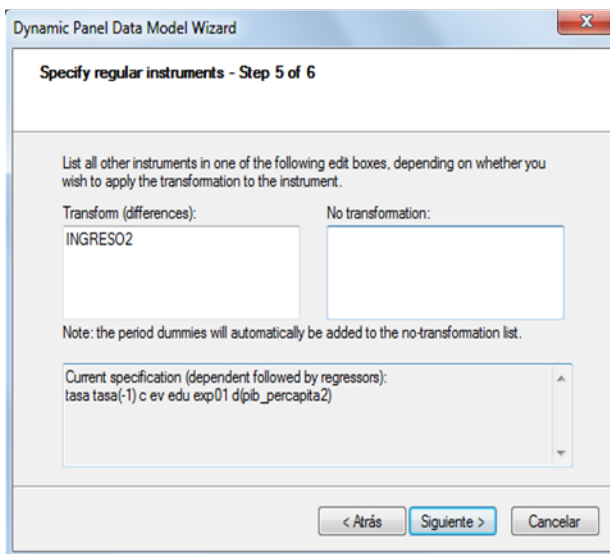 Dynamic Panel Data Model Wizard
Specify regular instruments - Step 5 of 6
List all other instruments in one of the following edit boxes, depending on whether you
wish to apply the transformation to the instrument.
Transform (differences):
No transformation:
INGRESO2
Note: the period dummies will automatically be added to the no-transformation list.
Current specification (dependent followed by regressors):
tasa tasa(-1) c ev edu exp01 d(pib_percapita2)
< Atrás
Siguiente >
Cancelar